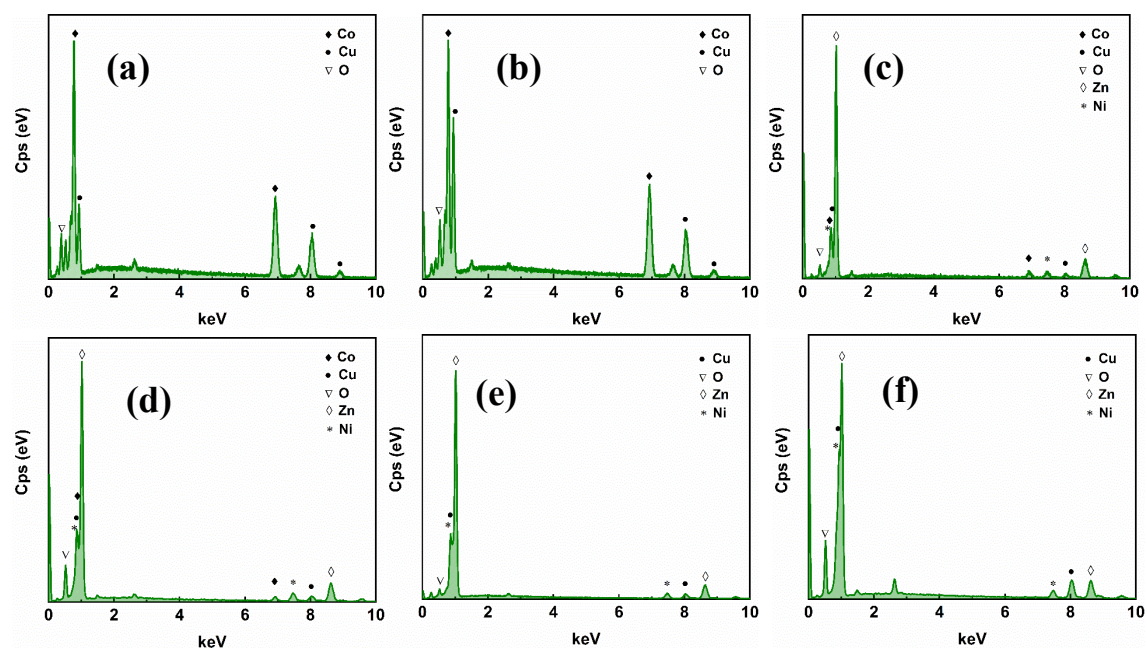 (a)
♦ Co
• Cu
▽ O
▽
Cps (eV)
0 2 4 6 8 10
keV
(b)
♦ Co
• Cu
▽ O
▽
Cps (eV)
0 2 4 6 8 10
keV
(c)
♦ Co
• Cu
▽ O
◊ Zn
* Ni
Cps (eV)
0 2 4 6 8 10
keV
(d)
♦ Co
• Cu
▽ O
◊ Zn
* Ni
Cps (eV)
0 2 4 6 8 10
keV
(e)
• Cu
▽ O
◊ Zn
* Ni
Cps (eV)
0 2 4 6 8 10
keV
(f)
• Cu
▽ O
◊ Zn
* Ni
Cps (eV)
0 2 4 6 8 10
keV